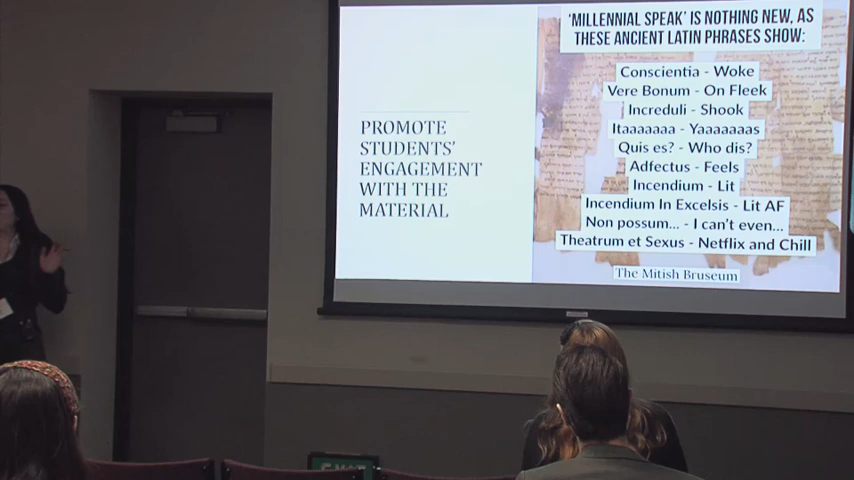 PROMOTE
STUDENTS'
ENGAGEMENT
WITH THE
MATERIAL
'MILLENNIAL SPEAK' IS NOTHING NEW, AS
THESE ANCIENT LATIN PHRASES SHOW:
Conscientia - Woke
Vere Bonum - On Fleek
Increduli - Shook
Itaaaaaaa - Yaaaaaaas
Quis es? - Who dis?
Adfectus - Feels
Incendium - Lit
Incendium In Excelsis - Lit AF
Non possum... - I can't even...
Theatrum et Sexus - Netflix and Chill
The Mitish Bruseum